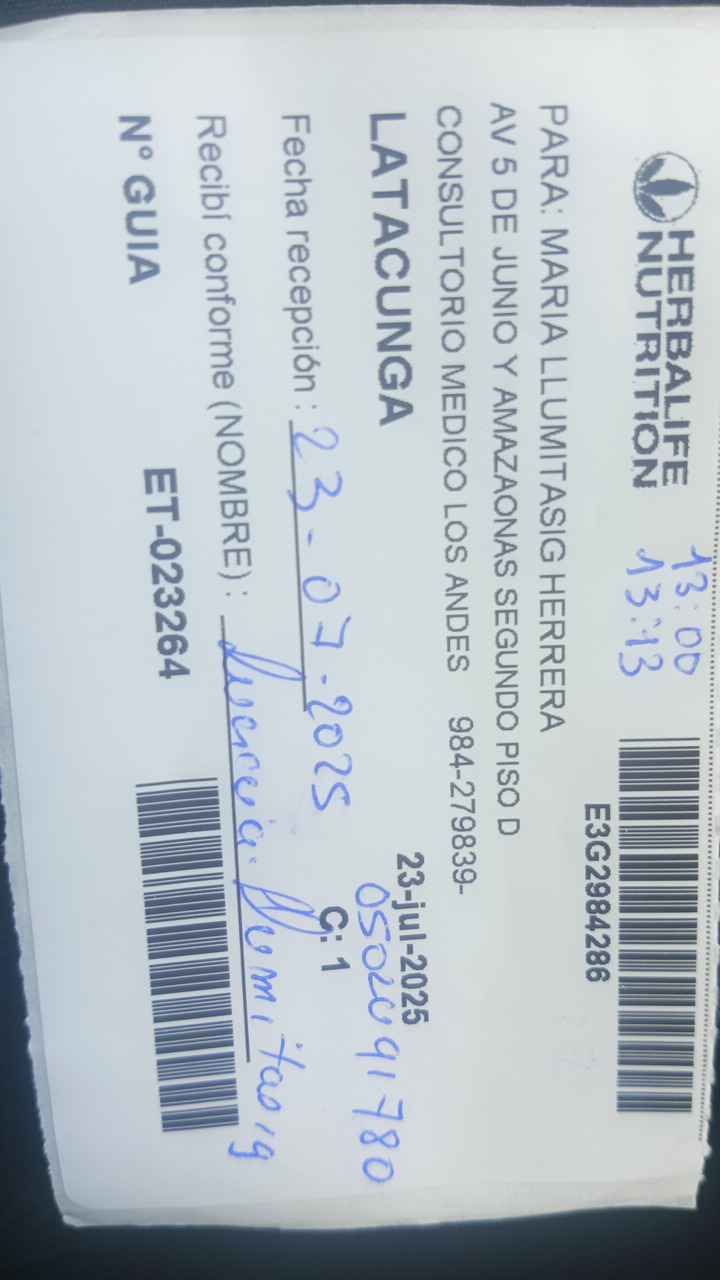 HERBALIFE
NUTRITION
13:00
13:13
E3G2984286
PARA: MARIA LLUMITASIG HERRERA
AV 5 DE JUNIO Y AMAZAONAS SEGUNDO PISO D
CONSULTORIO MEDICO LOS ANDES 984-279839-
LATACUNGA 23-jul-2025
Fecha recepción : 23-07-2025 C: 1
Recibí conforme (NOMBRE) : Llumitasig
N° GUIA ET-023264